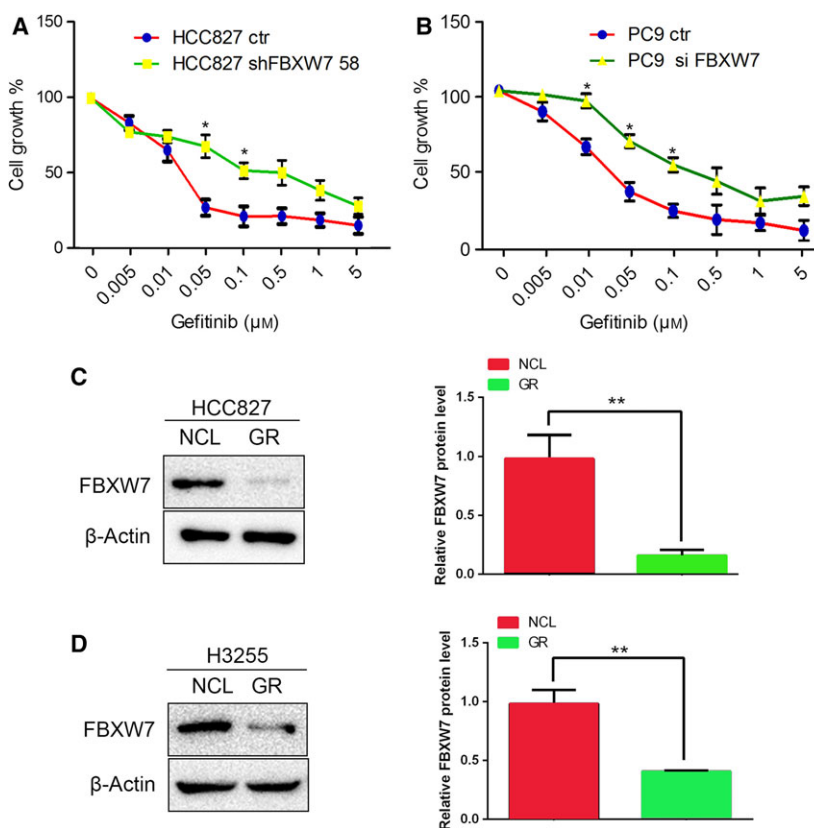 A
HCC827 ctr
HCC827 shFBXW7 58
Cell growth %
150
100
50
0
0
0.005
0.01
0.05
0.1
0.5
1
5
*
*
Gefitinib (μM)
B
PC9 ctr
PC9 si FBXW7
Cell growth %
150
100
50
0
0
0.005
0.01
0.05
0.1
0.5
1
5
*
*
*
Gefitinib (μM)
C
HCC827
NCL GR
FBXW7
β-Actin
NCL
GR
Relative FBXW7 protein level
1.5
1.0
0.5
0.0
**
D
H3255
NCL GR
FBXW7
β-Actin
NCL
GR
Relative FBXW7 protein level
1.5
1.0
0.5
0.0
**